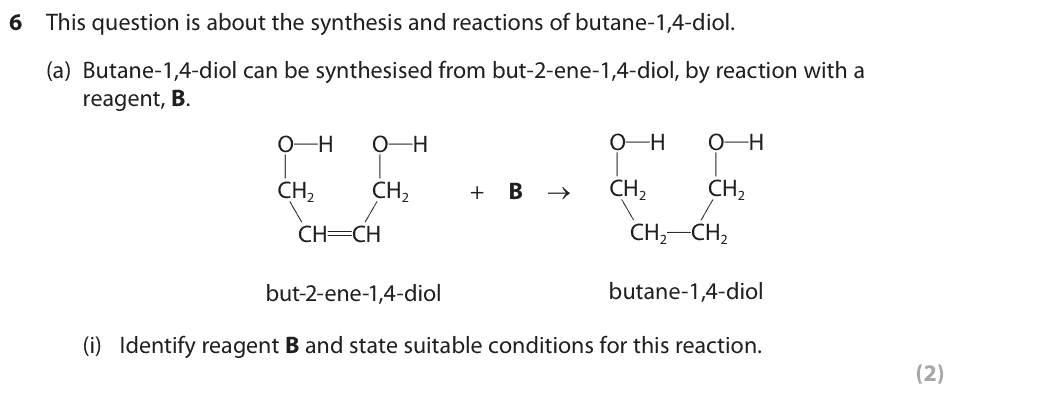 6 This question is about the synthesis and reactions of butane-1,4-diol.
(a) Butane-1,4-diol can be synthesised from but-2-ene-1,4-diol, by reaction with a
reagent, B.
O—H O—H O—H O—H
CH₂ CH₂ + B → CH₂ CH₂
CH=CH CH₂—CH₂
but-2-ene-1,4-diol butane-1,4-diol
(i) Identify reagent B and state suitable conditions for this reaction.
(2)